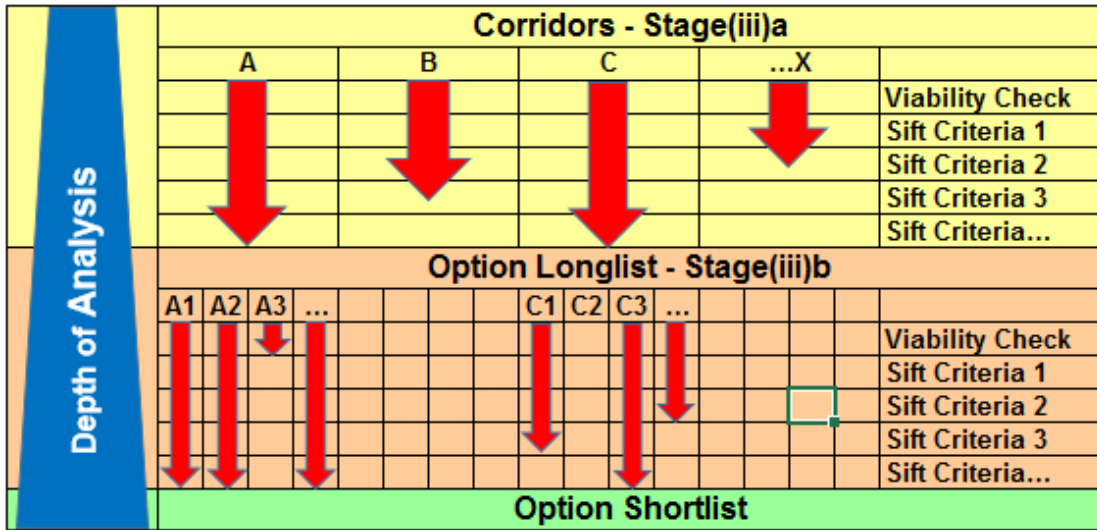 Corridors - Stage(iii)a
A B C ...X
Viability Check
Sift Criteria 1
Sift Criteria 2
Sift Criteria 3
Sift Criteria...
Depth of Analysis
Option Longlist - Stage(iii)b
A1 A2 A3 ... C1 C2 C3 ...
Viability Check
Sift Criteria 1
Sift Criteria 2
Sift Criteria 3
Sift Criteria...
Option Shortlist